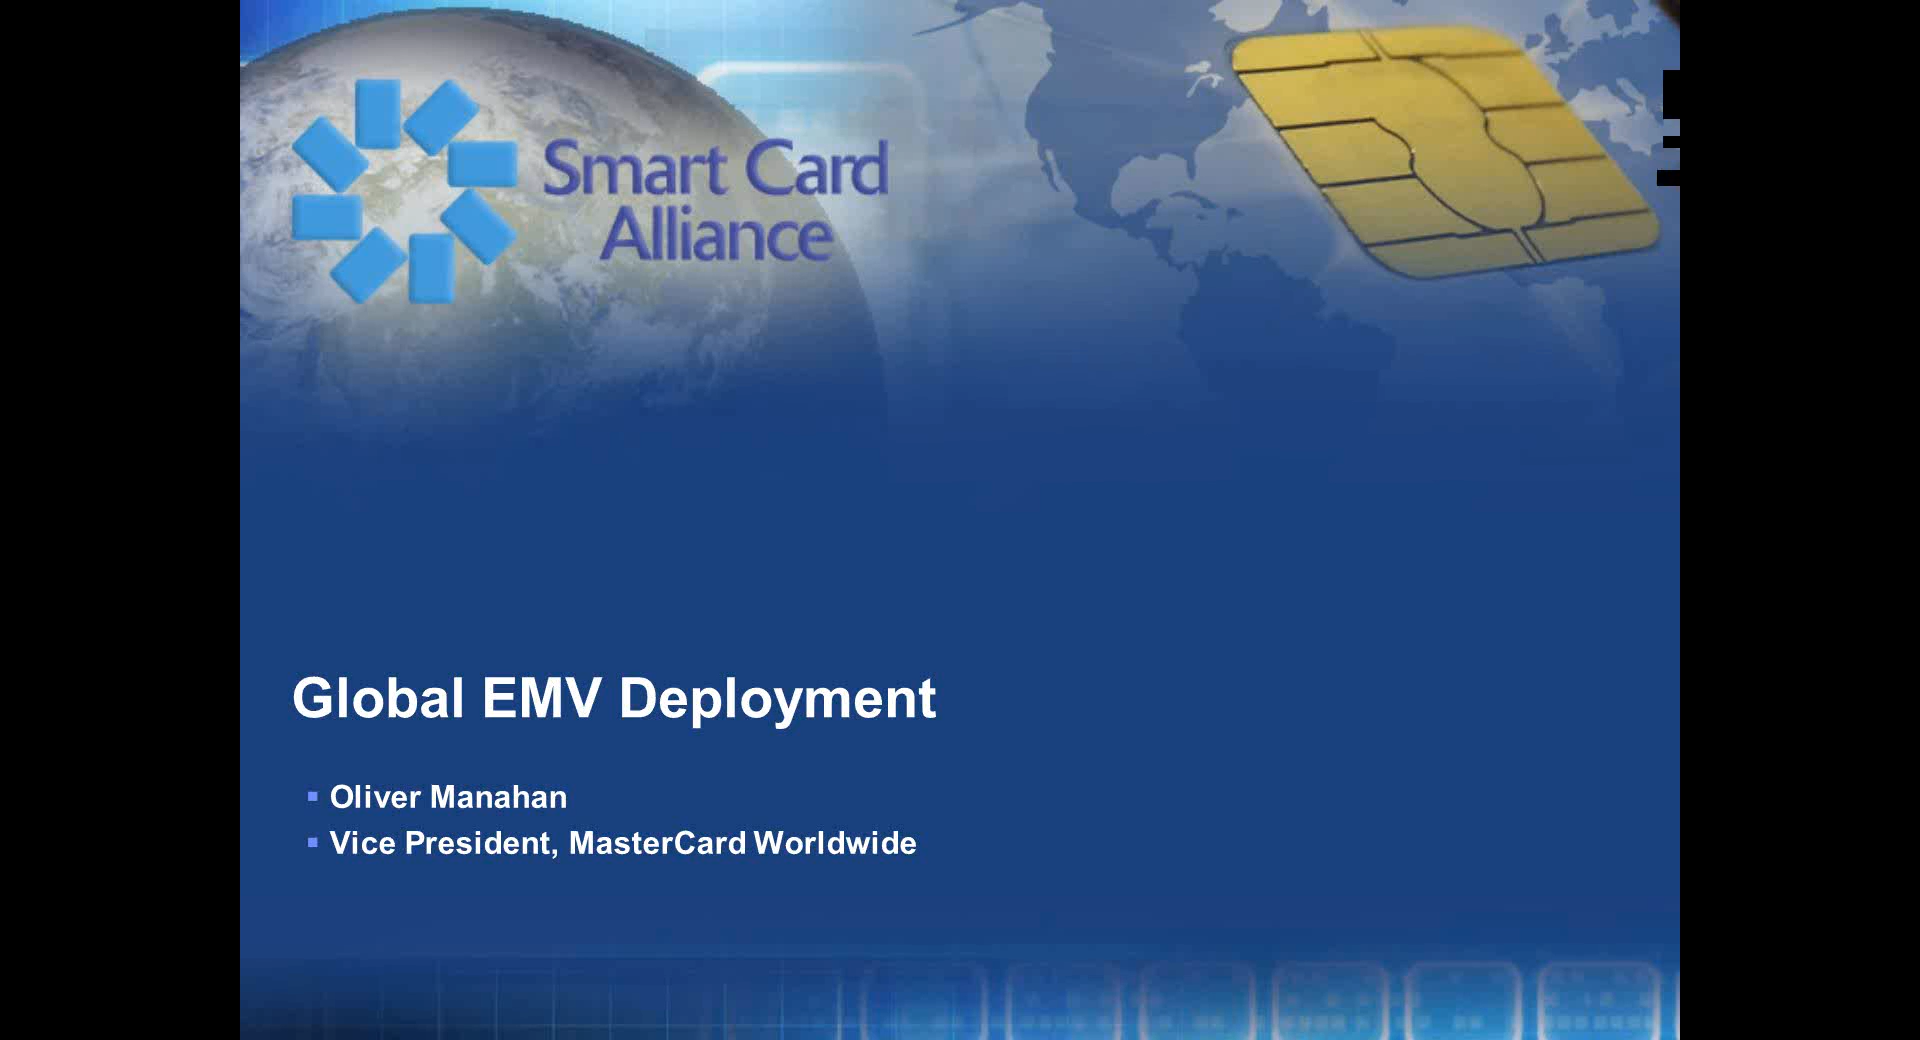 Smart Card
Alliance
Global EMV Deployment
Oliver Manahan
Vice President, MasterCard Worldwide